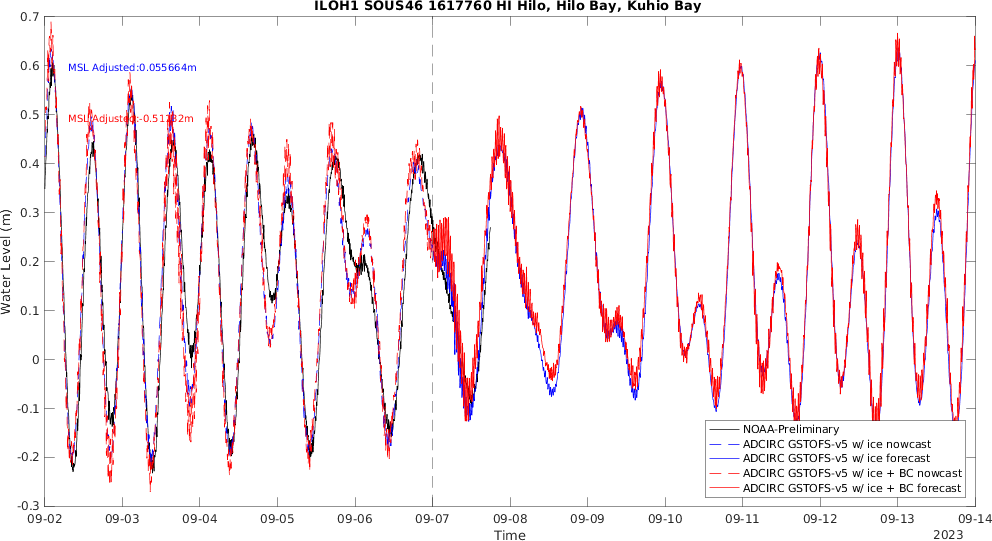 ILOH1 SOUS46 1617760 HI Hilo, Hilo Bay, Kuhio Bay
0.7
0.6
0.5
0.4
0.3
0.2
0.1
0
-0.1
-0.2
-0.3
Water Level (m)
MSL Adjusted:0.055664m
MSL Adjusted:-0.51732m
NOAA-Preliminary
ADCIRC GSTOFS-v5 w/ ice nowcast
ADCIRC GSTOFS-v5 w/ ice forecast
ADCIRC GSTOFS-v5 w/ ice + BC nowcast
ADCIRC GSTOFS-v5 w/ ice + BC forecast
09-02 09-03 09-04 09-05 09-06 09-07 09-08 09-09 09-10 09-11 09-12 09-13 09-14
Time
2023